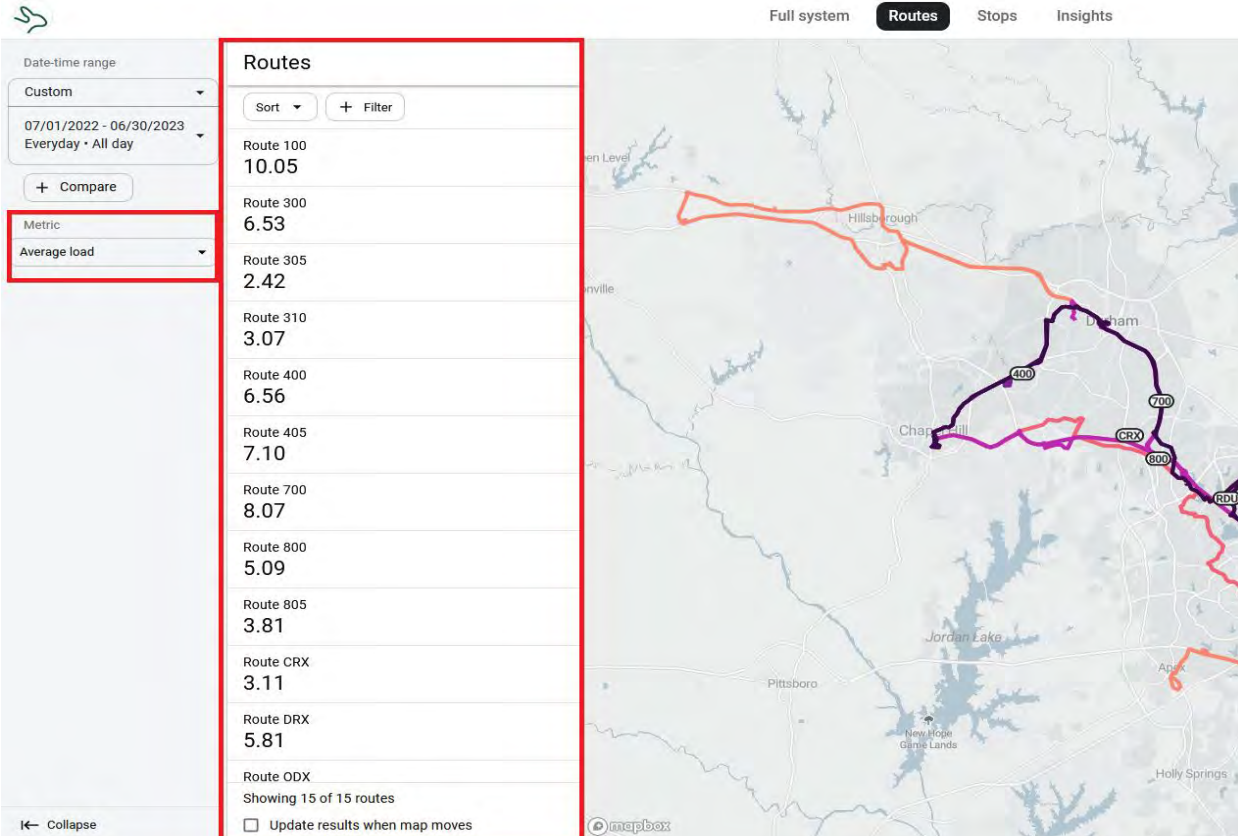 Full system
Routes
Stops
Insights
Date-time range
Custom
07/01/2022 - 06/30/2023
Everyday • All day
+ Compare
Metric
Average load
Collapse
Routes
Sort
+ Filter
Route 100
10.05
Route 300
6.53
Route 305
2.42
Route 310
3.07
Route 400
6.56
Route 405
7.10
Route 700
8.07
Route 800
5.09
Route 805
3.81
Route CRX
3.11
Route DRX
5.81
Route ODX
Showing 15 of 15 routes
Update results when map moves
en Level
Hillsborough
onville
Durham
400
700
Chapel Hill
CRX
800
RDU
Jordan Lake
Apex
Pittsboro
New Hope
Game Lands
Holly Springs
mapbox